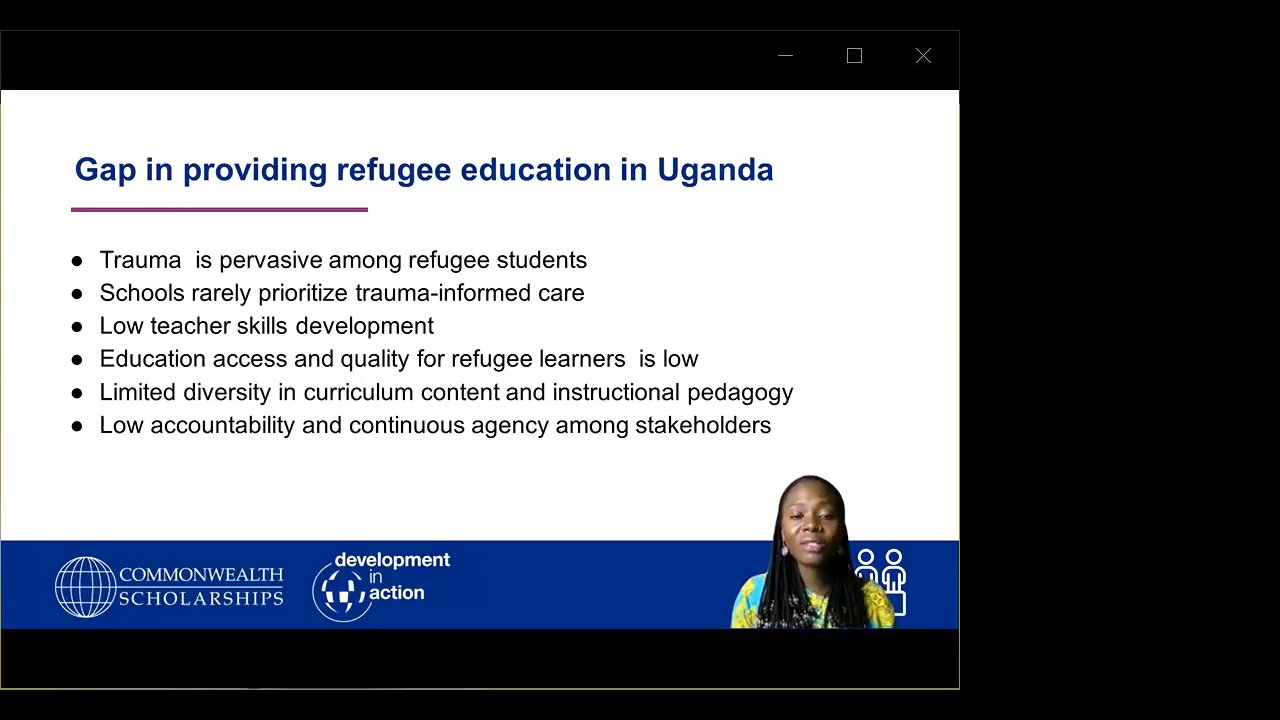 Gap in providing refugee education in Uganda
● Trauma  is pervasive among refugee students
● Schools rarely prioritize trauma-informed care
● Low teacher skills development
● Education access and quality for refugee learners  is low
● Limited diversity in curriculum content and instructional pedagogy
● Low accountability and continuous agency among stakeholders
COMMONWEALTH
SCHOLARSHIPS
development
in
action